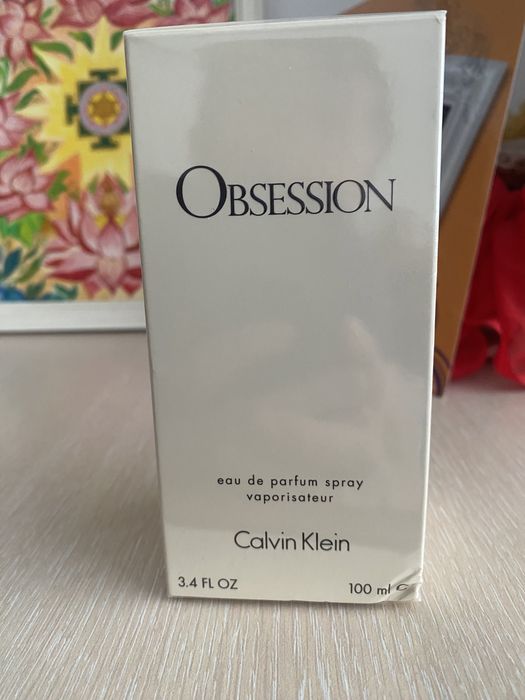 OBSESSION
eau de parfum spray
vaporisateur
Calvin Klein
3.4 FL OZ 100 ml e